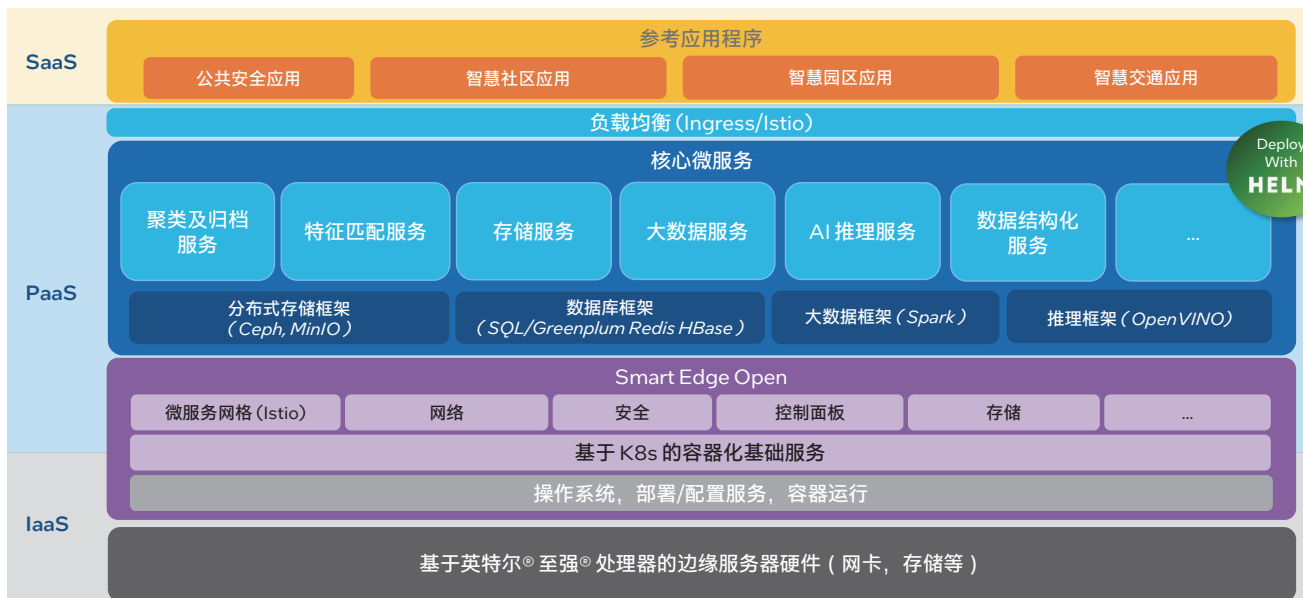 SaaS
参考应用程序
公共安全应用
智慧社区应用
智慧园区应用
智慧交通应用
PaaS
负载均衡 (Ingress/Istio)
Deploy
With
HELM
核心微服务
聚类及归档
服务
特征匹配服务
存储服务
大数据服务
AI 推理服务
数据结构化
服务
...
分布式存储框架
(Ceph, MinIO)
数据库框架
(SQL/Greenplum Redis HBase)
大数据框架 (Spark)
推理框架 (OpenVINO)
Smart Edge Open
微服务网格 (Istio)
网络
安全
控制面板
存储
...
基于 K8s 的容器化基础服务
IaaS
操作系统，部署/配置服务，容器运行
基于英特尔® 至强® 处理器的边缘服务器硬件 ( 网卡，存储等 )